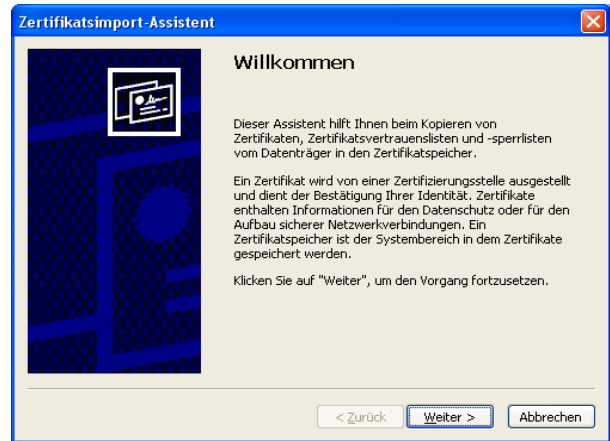 Zertifikatsimport-Assistent
Willkommen
Dieser Assistent hilft Ihnen beim Kopieren von
Zertifikaten, Zertifikatsvertrauenslisten und -sperrlisten
vom Datenträger in den Zertifikatspeicher.
Ein Zertifikat wird von einer Zertifizierungsstelle ausgestellt
und dient der Bestätigung Ihrer Identität. Zertifikate
enthalten Informationen für den Datenschutz oder für den
Aufbau sicherer Netzwerkverbindungen. Ein
Zertifikatspeicher ist der Systembereich in dem Zertifikate
gespeichert werden.
Klicken Sie auf "Weiter", um den Vorgang fortzusetzen.
< Zurück Weiter > Abbrechen